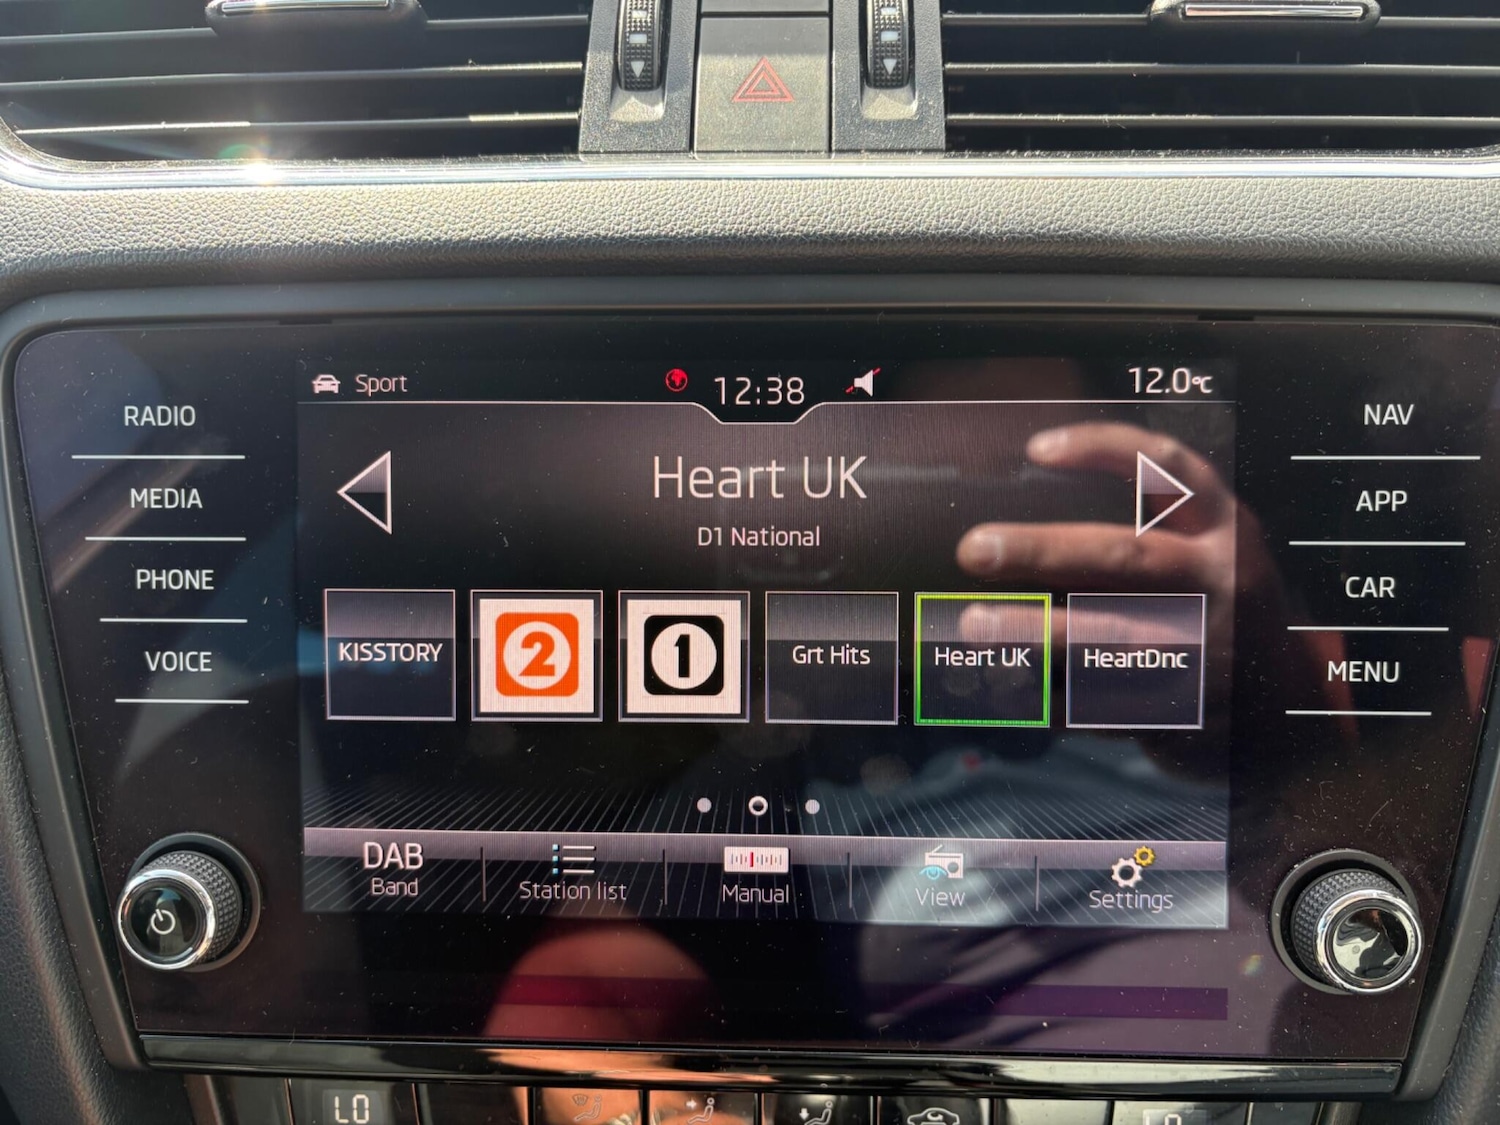 Sport
12:38
12.0°C
RADIO
MEDIA
PHONE
VOICE
NAV
APP
CAR
MENU
Heart UK
D1 National
KISSTORY
2
1
Grt Hits
Heart UK
HeartDnc
DAB
Band
Station list
Manual
View
Settings
LO
LO